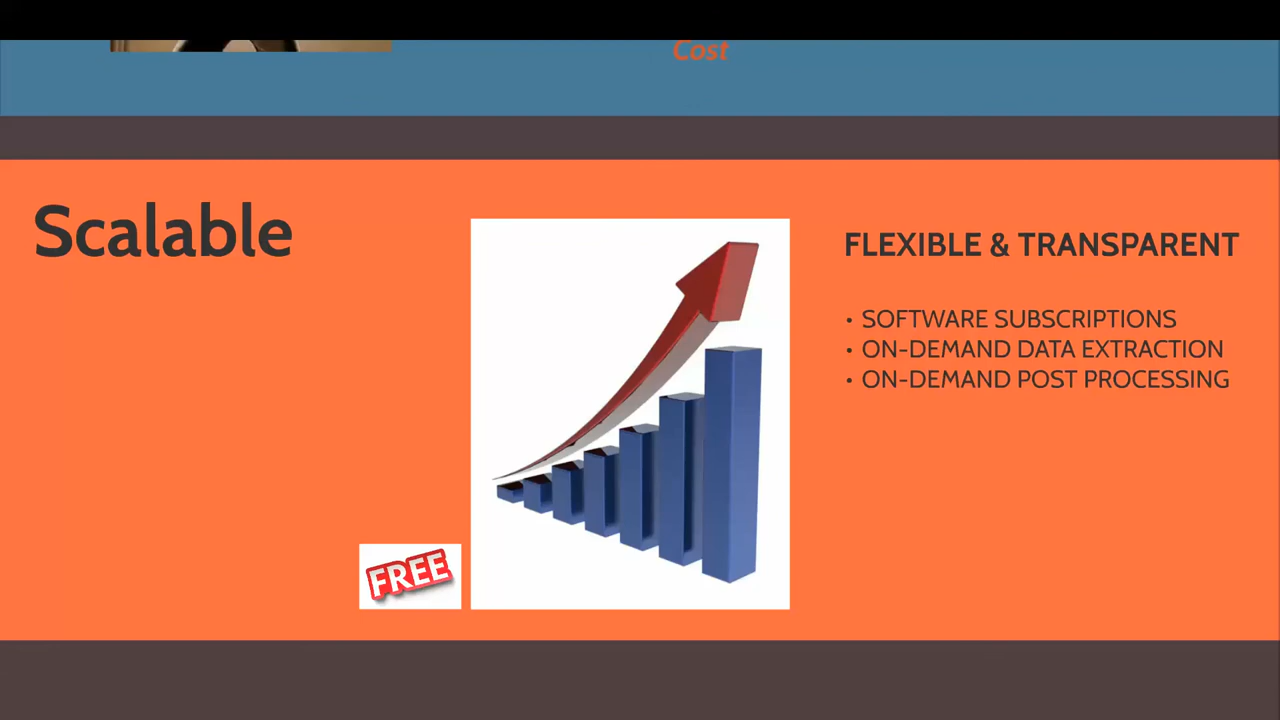 Cost
Scalable
FLEXIBLE & TRANSPARENT
• SOFTWARE SUBSCRIPTIONS
• ON-DEMAND DATA EXTRACTION
• ON-DEMAND POST PROCESSING
FREE